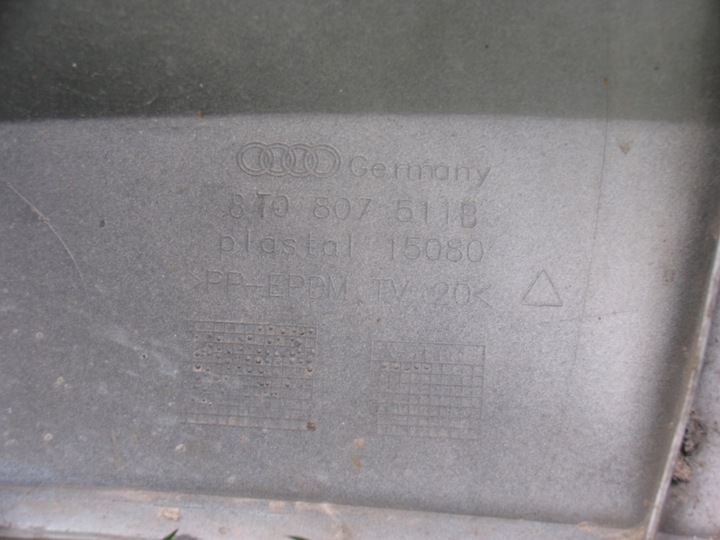 Germany
8T0 807 511B
plastal 15080
>PP-EPDM TV 20<